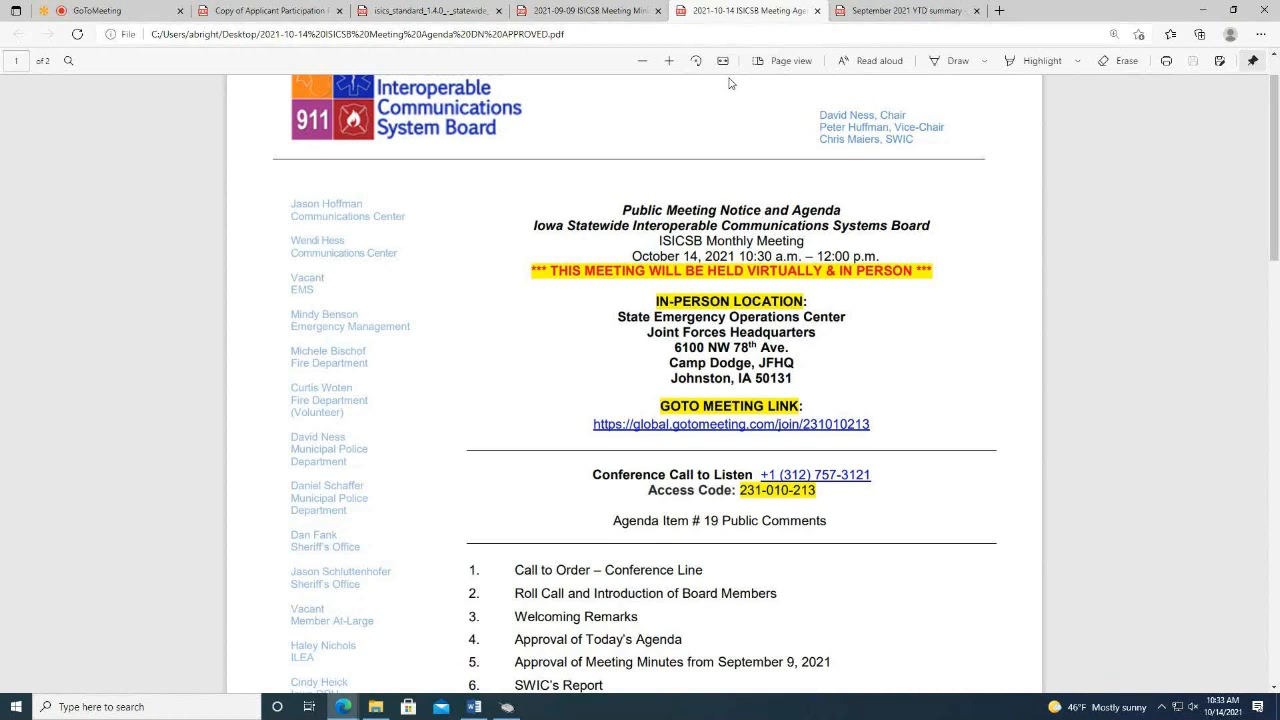 GoToMeeting
Iowa Statewide Interoperable Com
2021-09-09 ISICSB Meeting Minu
2021-10-14 ISICSB Meeting Agend
October 2021 YTD summary
10:33 AM
File
C:/Users/abright/Desktop/2021-10-14%20ISICSB%20Meeting%20Agenda%20DN%20APPROVED.pdf
1 of 2
Page view
Read aloud
Draw
Highlight
Erase
Interoperable
911
Communications
System Board
David Ness, Chair
Peter Huffman, Vice-Chair
Chris Maiers, SWIC
Jason Hoffman
Communications Center
Wendi Hess
Communications Center
Vacant
EMS
Mindy Benson
Emergency Management
Michele Bischof
Fire Department
Curtis Woten
Fire Department
(Volunteer)
David Ness
Municipal Police
Department
Daniel Schaffer
Municipal Police
Department
Dan Fank
Sheriff's Office
Jason Schluttenhofer
Sheriff's Office
Vacant
Member At-Large
Haley Nichols
ILEA
Cindy Heick
Public Meeting Notice and Agenda
Iowa Statewide Interoperable Communications Systems Board
ISICSB Monthly Meeting
October 14, 2021 10:30 a.m. – 12:00 p.m.
*** THIS MEETING WILL BE HELD VIRTUALLY & IN PERSON ***
IN-PERSON LOCATION:
State Emergency Operations Center
Joint Forces Headquarters
6100 NW 78th Ave.
Camp Dodge, JFHQ
Johnston, IA 50131
GOTO MEETING LINK:
https://global.gotomeeting.com/join/231010213
Conference Call to Listen +1 (312) 757-3121
Access Code: 231-010-213
Agenda Item # 19 Public Comments
1. Call to Order – Conference Line
2. Roll Call and Introduction of Board Members
3. Welcoming Remarks
4. Approval of Today's Agenda
5. Approval of Meeting Minutes from September 9, 2021
6. SWIC's Report
Type here to search
46°F Mostly sunny
10:33 AM
10/14/2021